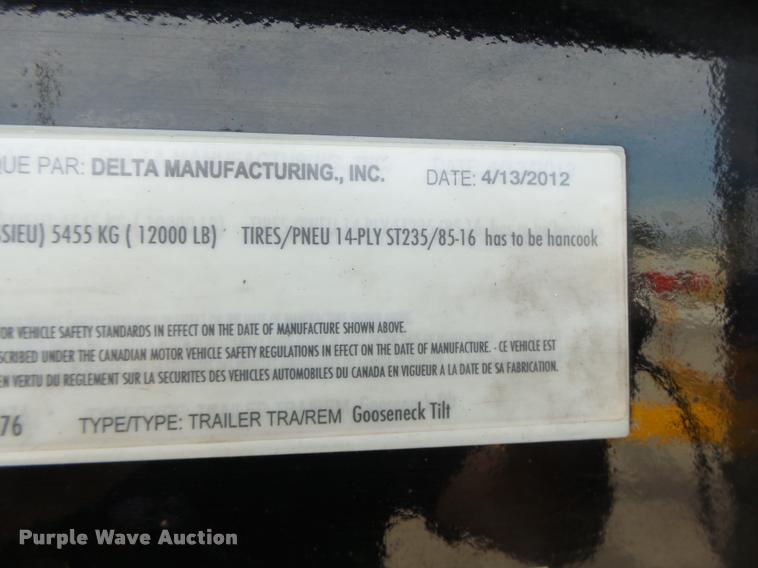 QUE PAR: DELTA MANUFACTURING., INC. DATE: 4/13/2012
SSIEU) 5455 KG ( 12000 LB) TIRES/PNEU 14-PLY ST235/85-16 has to be hancook
OR VEHICLE SAFETY STANDARDS IN EFFECT ON THE DATE OF MANUFACTURE SHOWN ABOVE.
SCRIBED UNDER THE CANADIAN MOTOR VEHICLE SAFETY REGULATIONS IN EFECT ON THE DATE OF MANUFACTURE. - CE VEHICLE EST
EN VERTU DU REGLEMENT SUR LA SECURITES DES VEHICLES AUTOMOBILES DU CANADA EN VIGUEUR A LA DATE DE SA FABRICATION.
76 TYPE/TYPE: TRAILER TRA/REM Gooseneck Tilt
Purple Wave Auction